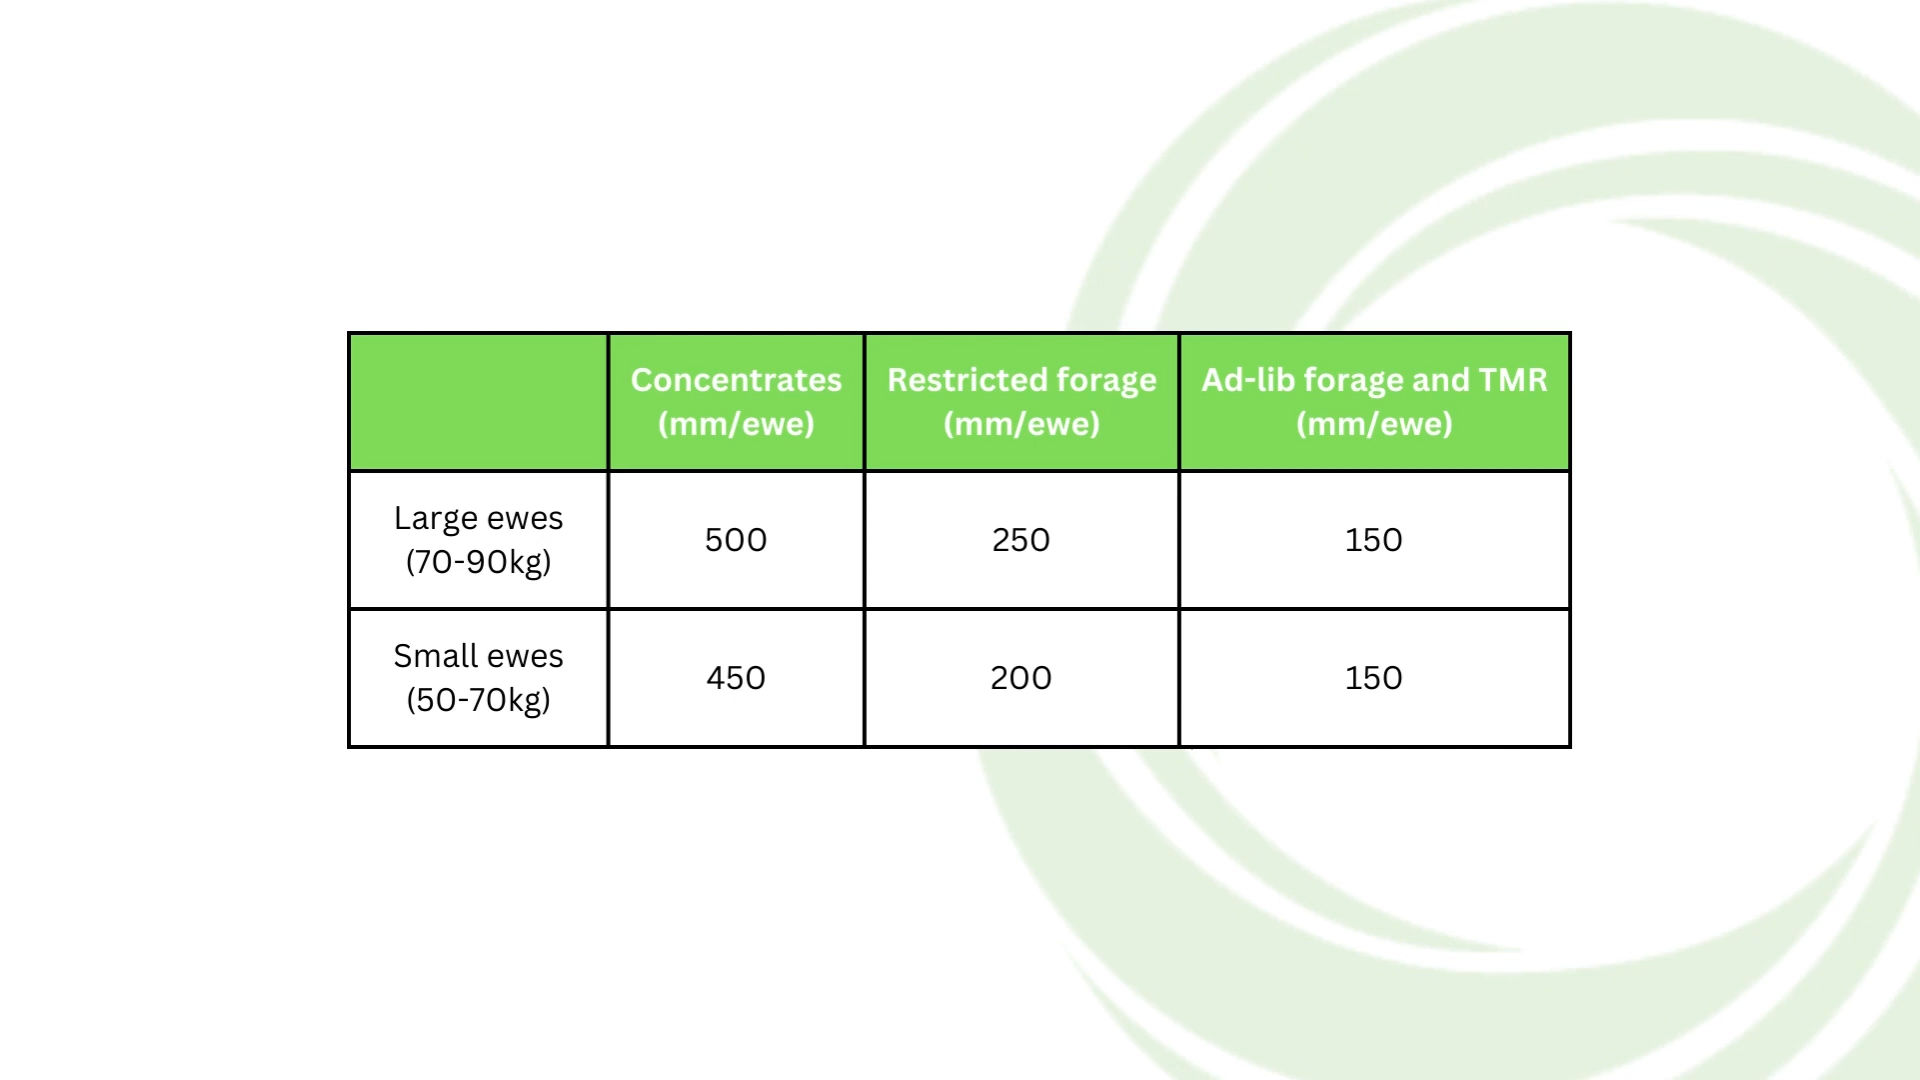 Concentrates
(mm/ewe)
Restricted forage
(mm/ewe)
Ad-lib forage and TMR
(mm/ewe)
Large ewes
(70-90kg)
500
250
150
Small ewes
(50-70kg)
450
200
150